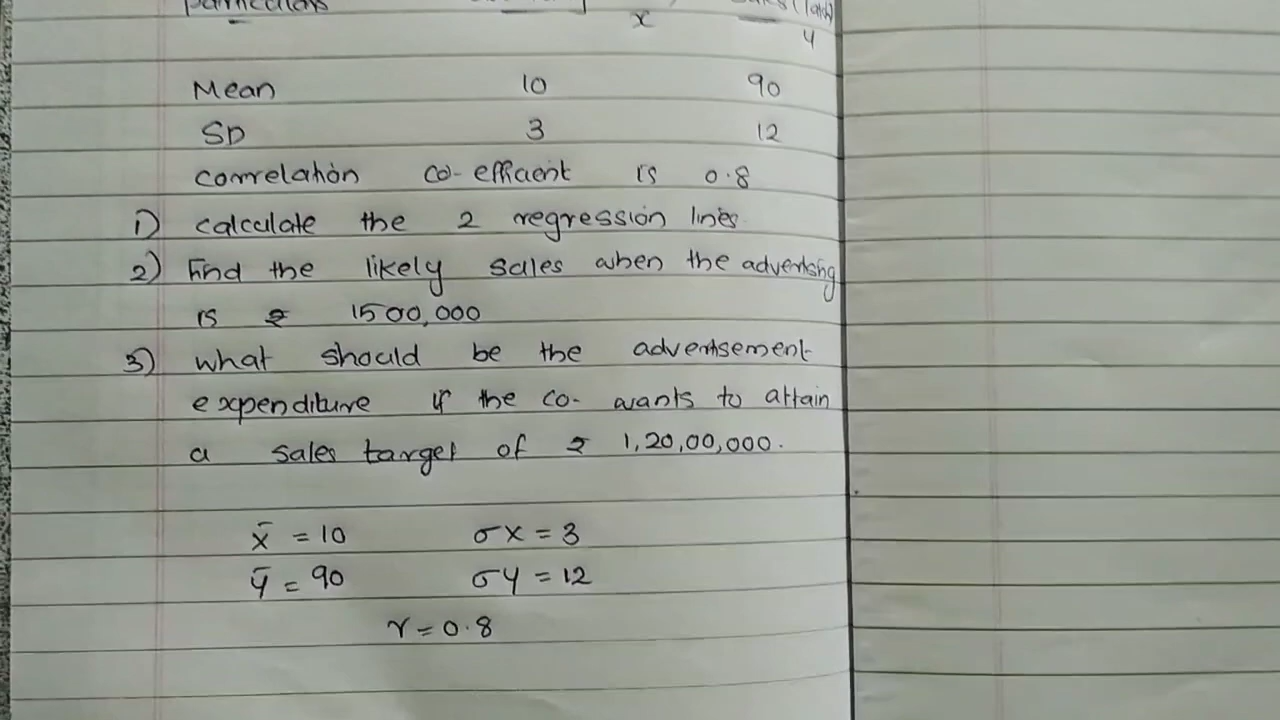 particulars x
y
Mean 10 90
SD 3 12
correlation co-efficient is 0.8
1) calculate the 2 regression lines
2) Find the likely sales when the advertising
is ₹ 1500,000
3) what should be the advertisement
expenditure if the co- wants to attain
a sales target of ₹ 1,20,00,000.
x̄ = 10 σx = 3
ȳ = 90 σy = 12
r = 0.8